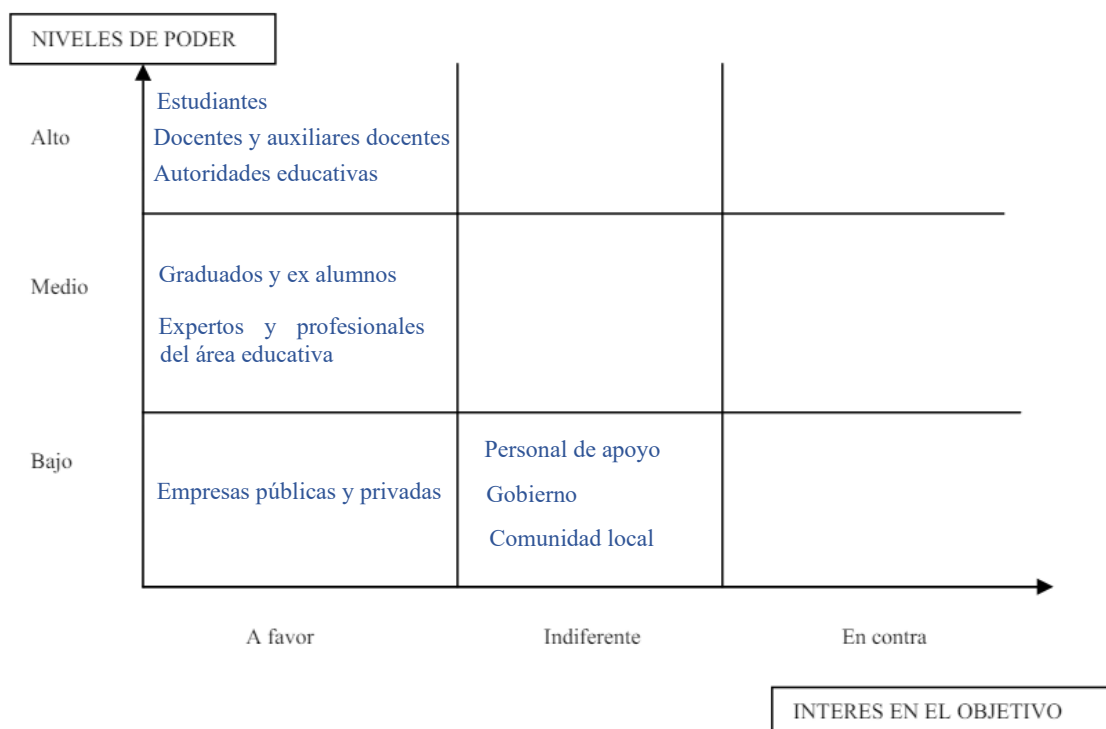 NIVELES DE PODER
Alto
Estudiantes
Docentes y auxiliares docentes
Autoridades educativas
Medio
Graduados y ex alumnos
Expertos y profesionales
del área educativa
Bajo
Empresas públicas y privadas
Personal de apoyo
Gobierno
Comunidad local
A favor
Indiferente
En contra
INTERES EN EL OBJETIVO